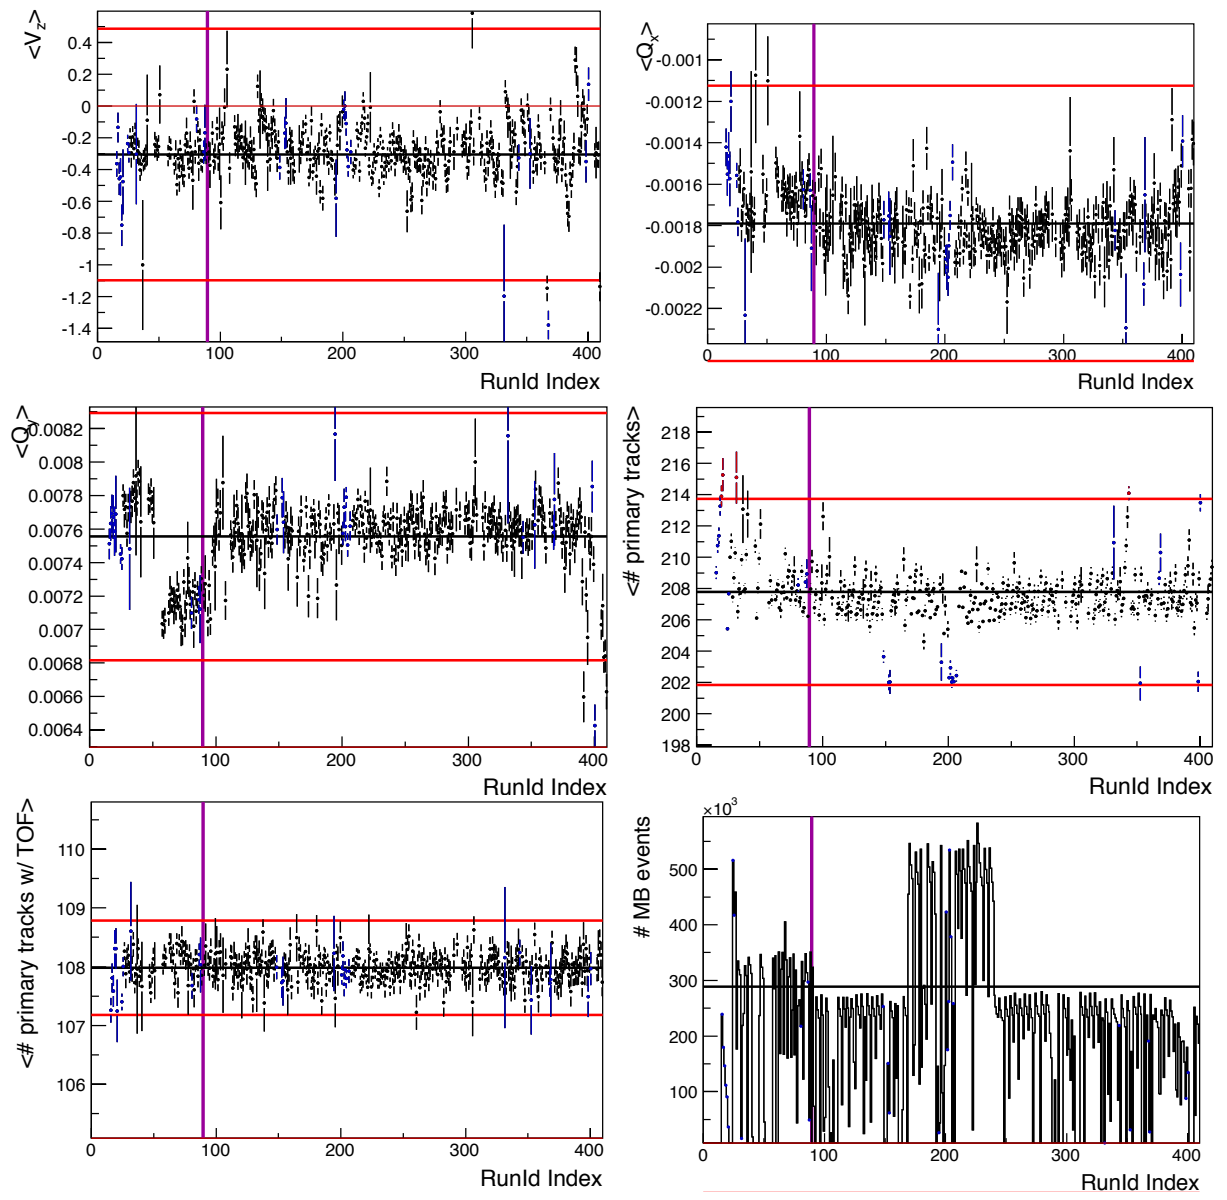 <V_z>
0.4
0.2
0
-0.2
-0.4
-0.6
-0.8
-1
-1.2
-1.4
0 100 200 300 400
RunId Index
<Q_x>
-0.001
-0.0012
-0.0014
-0.0016
-0.0018
-0.002
-0.0022
0 100 200 300 400
RunId Index
<Q_y>
0.0082
0.008
0.0078
0.0076
0.0074
0.0072
0.007
0.0068
0.0066
0.0064
0 100 200 300 400
RunId Index
<# primary tracks>
218
216
214
212
210
208
206
204
202
200
198
0 100 200 300 400
RunId Index
<# primary tracks w/ TOF>
110
109
108
107
106
0 100 200 300 400
RunId Index
×10³
# MB events
500
400
300
200
100
0 100 200 300 400
RunId Index